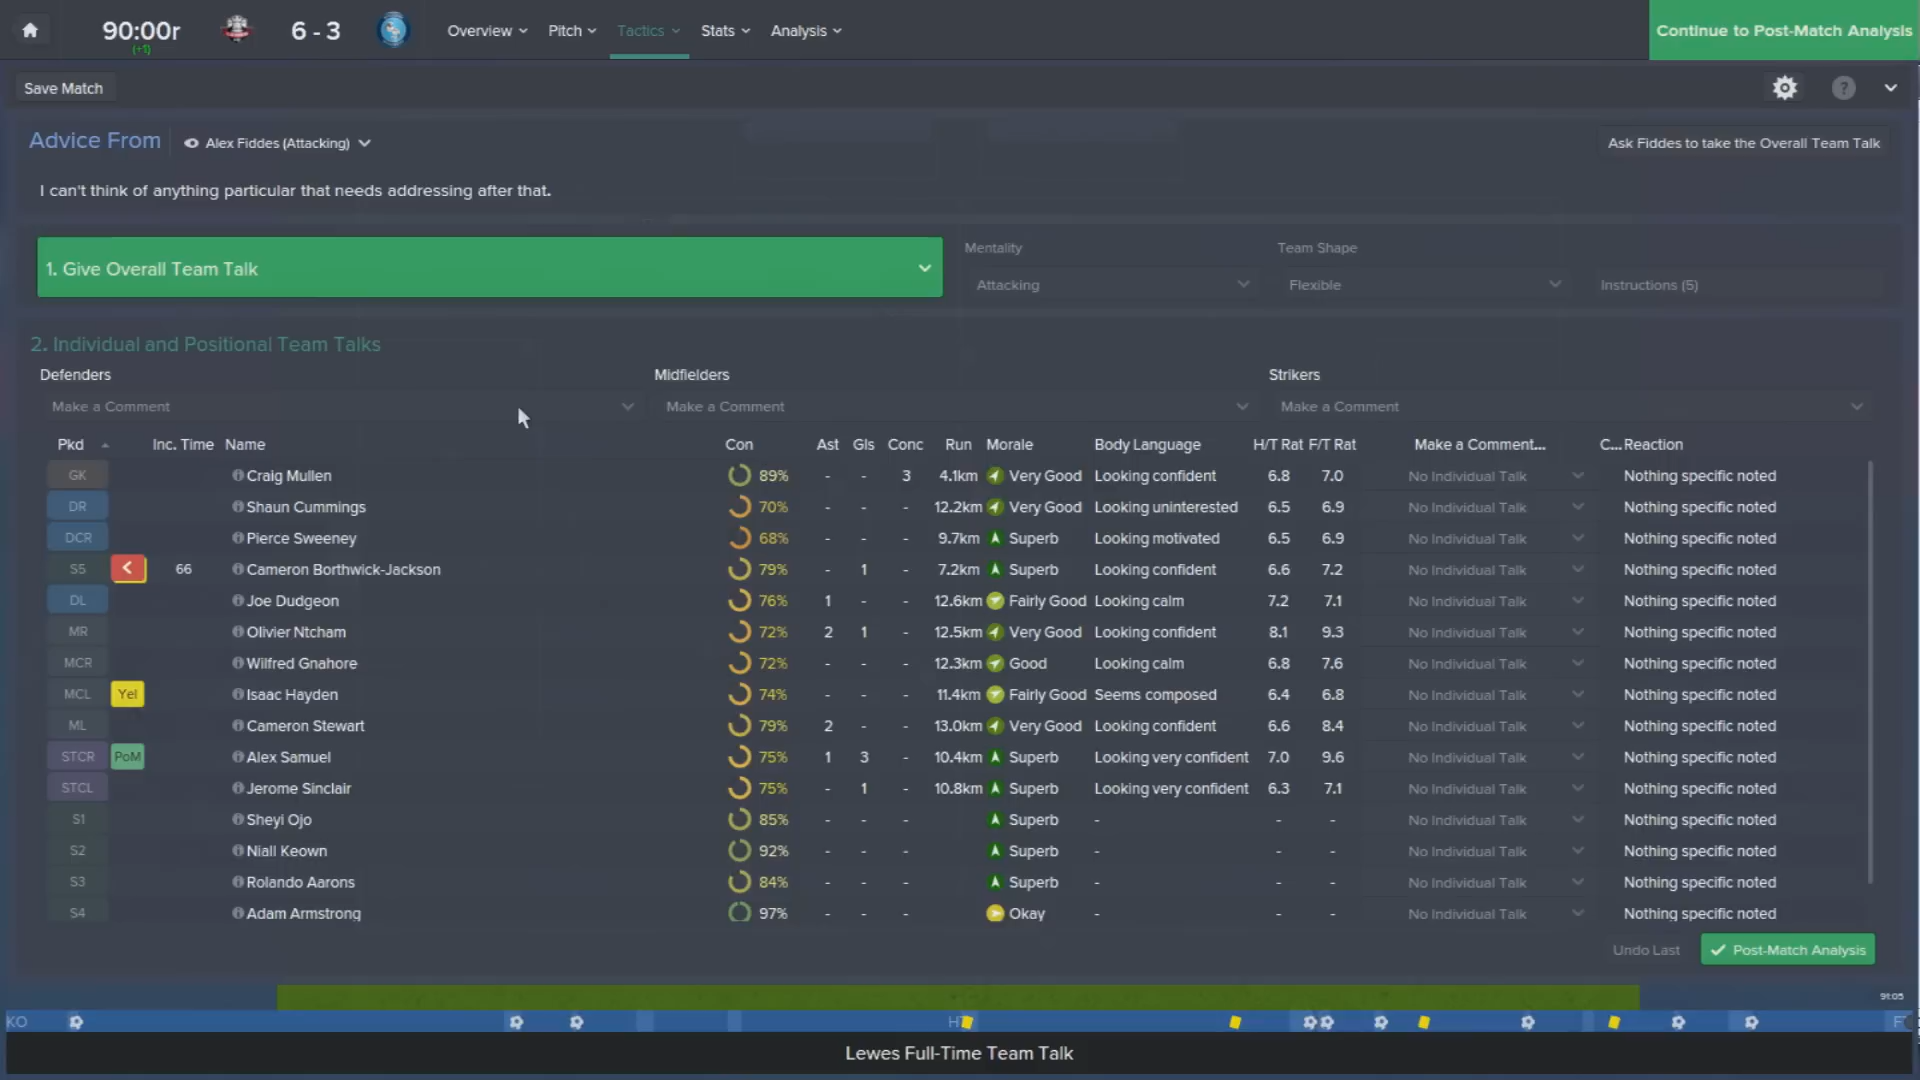 90:00r
(+1)
6 - 3
Overview
Pitch
Tactics
Stats
Analysis
Continue to Post-Match Analysis
Save Match
?
Advice From
Alex Fiddes (Attacking)
Ask Fiddes to take the Overall Team Talk
I can't think of anything particular that needs addressing after that.
1. Give Overall Team Talk
Mentality
Attacking
Team Shape
Flexible
Instructions (5)
2. Individual and Positional Team Talks
Defenders Midfielders Strikers
Make a Comment Make a Comment Make a Comment
Pkd Inc. Time Name Con Ast Gls Conc Run Morale Body Language H/T Rat F/T Rat Make a Comment... C... Reaction
GK Craig Mullen 89% - - 3 4.1km Very Good Looking confident 6.8 7.0 No Individual Talk Nothing specific noted
DR Shaun Cummings 70% - - - 12.2km Very Good Looking uninterested 6.5 6.9 No Individual Talk Nothing specific noted
DCR Pierce Sweeney 68% - - - 9.7km Superb Looking motivated 6.5 6.9 No Individual Talk Nothing specific noted
S5 66 Cameron Borthwick-Jackson 79% - 1 - 7.2km Superb Looking confident 6.6 7.2 No Individual Talk Nothing specific noted
DL Joe Dudgeon 76% 1 - - 12.6km Fairly Good Looking calm 7.2 7.1 No Individual Talk Nothing specific noted
MR Olivier Ntcham 72% 2 1 - 12.5km Very Good Looking confident 8.1 9.3 No Individual Talk Nothing specific noted
MCR Wilfred Gnahore 72% - - - 12.3km Good Looking calm 6.8 7.6 No Individual Talk Nothing specific noted
MCL Yel Isaac Hayden 74% - - - 11.4km Fairly Good Seems composed 6.4 6.8 No Individual Talk Nothing specific noted
ML Cameron Stewart 79% 2 - - 13.0km Very Good Looking confident 6.6 8.4 No Individual Talk Nothing specific noted
STCR PoM Alex Samuel 75% 1 3 - 10.4km Superb Looking very confident 7.0 9.6 No Individual Talk Nothing specific noted
STCL Jerome Sinclair 75% - 1 - 10.8km Superb Looking very confident 6.3 7.1 No Individual Talk Nothing specific noted
S1 Sheyi Ojo 85% - - - Superb - - - No Individual Talk Nothing specific noted
S2 Niall Keown 92% - - - Superb - - - No Individual Talk Nothing specific noted
S3 Rolando Aarons 84% - - - Superb - - - No Individual Talk Nothing specific noted
S4 Adam Armstrong 97% - - - Okay - - - No Individual Talk Nothing specific noted
Undo Last
Post-Match Analysis
91:05
KO HT F
Lewes Full-Time Team Talk